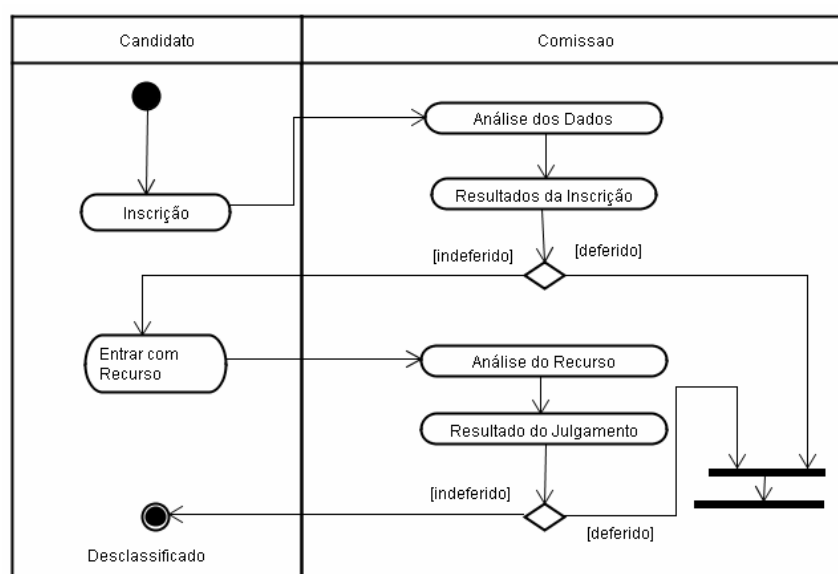 Candidato
Comissao
Análise dos Dados
Inscrição
Resultados da Inscrição
[indeferido]
[deferido]
Entrar com
Recurso
Análise do Recurso
Resultado do Julgamento
[indeferido]
[deferido]
Desclassificado